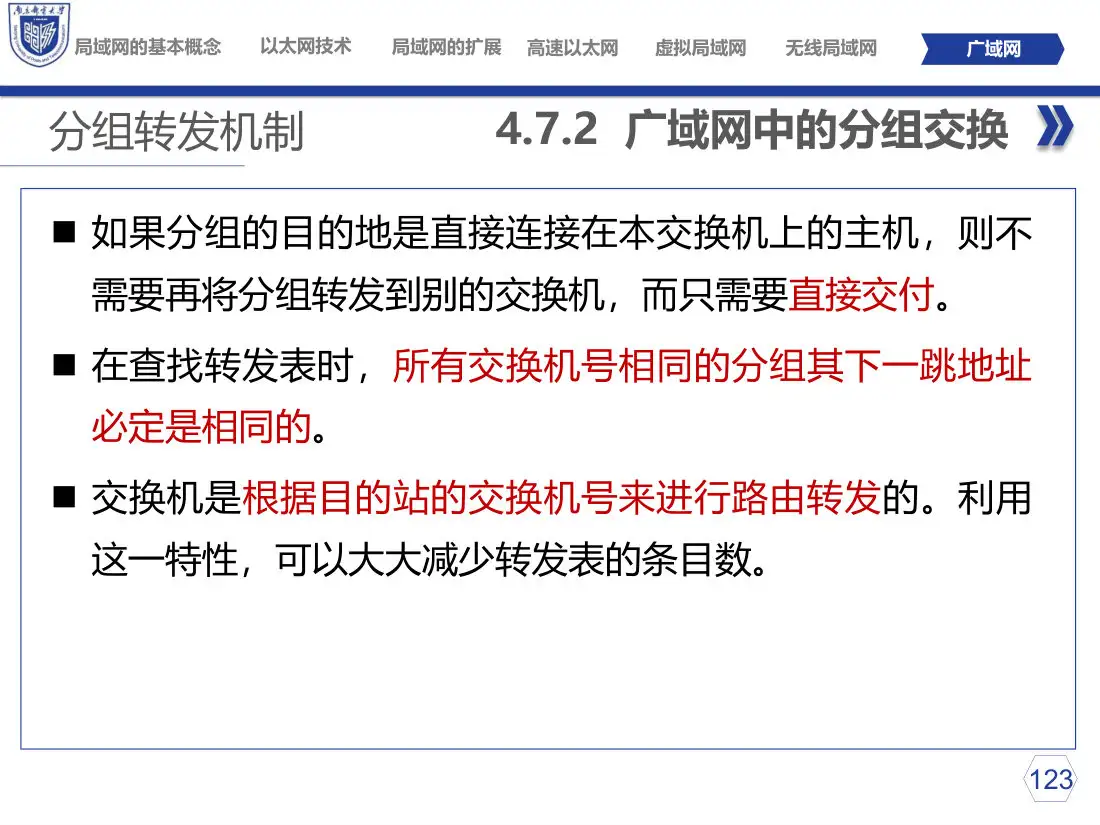 南京邮电大学
局域网的基本概念 以太网技术 局域网的扩展 高速以太网 虚拟局域网 无线局域网 广域网
分组转发机制 4.7.2 广域网中的分组交换
■ 如果分组的目的地是直接连接在本交换机上的主机，则不
需要再将分组转发到别的交换机，而只需要直接交付。
■ 在查找转发表时，所有交换机号相同的分组其下一跳地址
必定是相同的。
■ 交换机是根据目的站的交换机号来进行路由转发的。利用
这一特性，可以大大减少转发表的条目数。
123